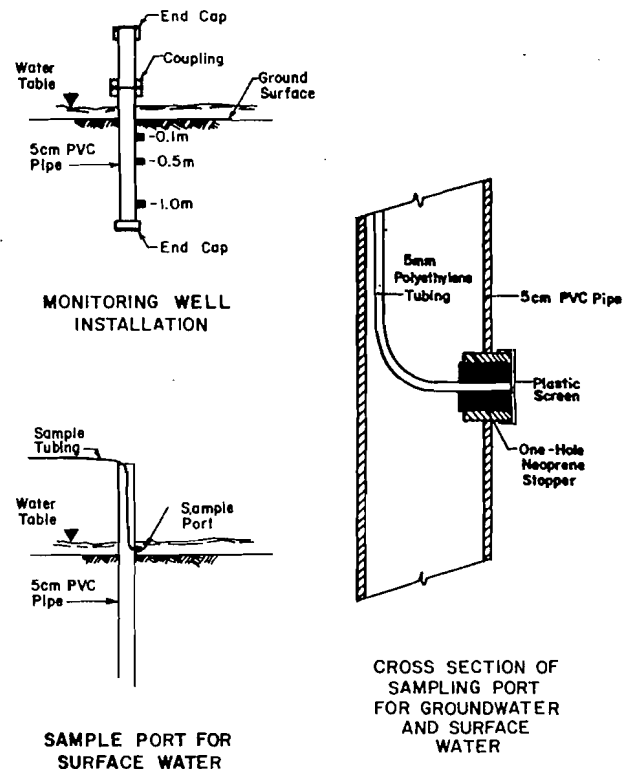 End Cap
Coupling
Water
Table
Ground
Surface
-0.1m
5cm PVC
Pipe
-0.5m
-1.0m
End Cap
MONITORING WELL
INSTALLATION
Sample
Tubing
Water
Table
Sample
Port
5cm PVC
Pipe
SAMPLE PORT FOR
SURFACE WATER
5mm
Polyethylene
Tubing
5cm PVC Pipe
Plastic
Screen
One-Hole
Neoprene
Stopper
CROSS SECTION OF
SAMPLING PORT
FOR GROUNDWATER
AND SURFACE
WATER